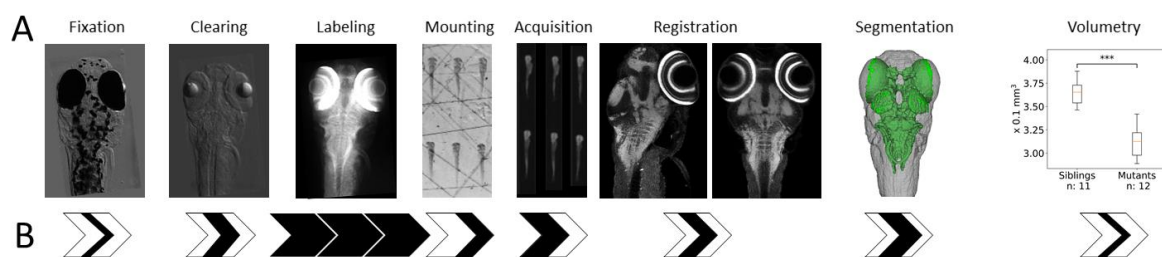 A
Fixation Clearing Labeling Mounting Acquisition Registration Segmentation Volumetry
x 0.1 mm³
4.00
3.75
3.50
3.25
3.00
***
Siblings Mutants
n: 11 n: 12
B